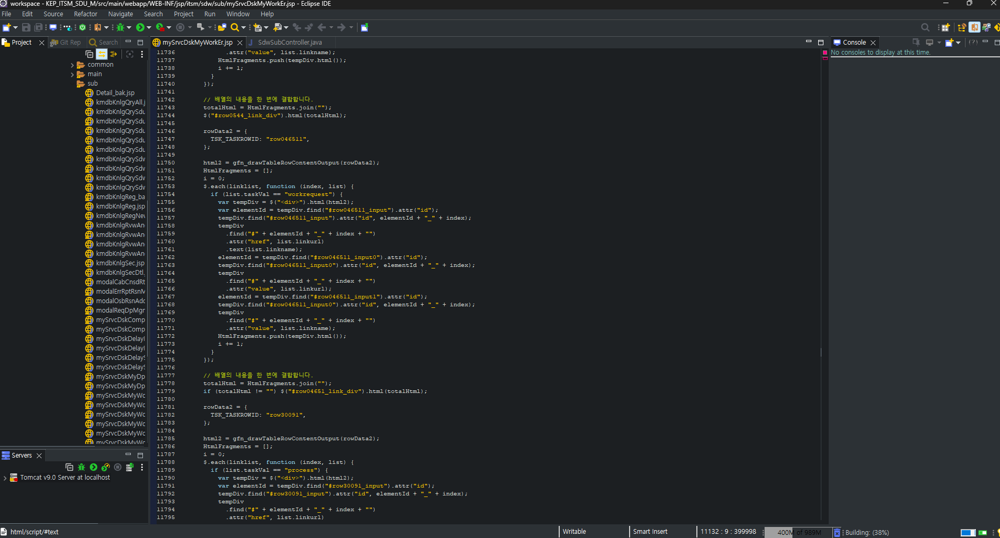 workspace - KEP_ITSM_SDU_M/src/main/webapp/WEB-INF/jsp/itsm/sdw/sub/mySrvcDskMyWorkEr.jsp - Eclipse IDE
File Edit Source Refactor Navigate Search Project Run Window Help
Project Git Rep Search
common
main
sub
Detail_bak.jsp
kmdbKnlgQryAll.j
kmdbKnlgQrySdu
kmdbKnlgQrySdu
kmdbKnlgQrySdu
kmdbKnlgQrySdu
kmdbKnlgQrySdu
kmdbKnlgQrySdw
kmdbKnlgQrySdw
kmdbKnlgQrySdw
kmdbKnlgQrySdw
kmdbKnlgReg_ba
kmdbKnlgReg.jsp
kmdbKnlgRegNew
kmdbKnlgRvwAn
kmdbKnlgRvwAn
kmdbKnlgRvwAn
kmdbKnlgRvwAn
kmdbKnlgSec.jsp
kmdbKnlgSecDtl.
modalCabCnsdRt
modalErrRptRsnM
modalOsbRsnAdd
modalReqDpMgr
mySrvcDskComp
mySrvcDskComp
mySrvcDskDelayI
mySrvcDskDelayI
mySrvcDskDelayS
mySrvcDskDelayS
mySrvcDskMyDp
mySrvcDskMyDp
mySrvcDskMyWc
mySrvcDskMyWc
mySrvcDskMyWc
mySrvcDskMyWc
mySrvcDskMyWc
mySrvcDskMyWc
Servers
Tomcat v9.0 Server at localhost
mySrvcDskMyWorkEr.jsp SdwSubController.java
11736 .attr("value", list.linkname);
11737 HtmlFragments.push(tempDiv.html());
11738 i += 1;
11739 }
11740 });
11741
11742 // 배열의 내용을 한 번에 결합합니다.
11743 totalHtml = HtmlFragments.join("");
11744 $("#row0544_link_div").html(totalHtml);
11745
11746 rowData2 = {
11747 TSK_TASKROWID: "row046511",
11748 };
11749
11750 html2 = gfn_drawTableRowContentOutput(rowData2);
11751 HtmlFragments = [];
11752 i = 0;
11753 $.each(linklist, function (index, list) {
11754 if (list.taskVal == "workrequest") {
11755 var tempDiv = $("<div>").html(html2);
11756 var elementId = tempDiv.find("#row046511_input").attr("id");
11757 tempDiv.find("#row046511_input").attr("id", elementId + "_" + index);
11758 tempDiv
11759 .find("#" + elementId + "_" + index + "")
11760 .attr("href", list.linkurl)
11761 .text(list.linkname);
11762 elementId = tempDiv.find("#row046511_input0").attr("id");
11763 tempDiv.find("#row046511_input0").attr("id", elementId + "_" + index);
11764 tempDiv
11765 .find("#" + elementId + "_" + index + "")
11766 .attr("value", list.linkurl);
11767 elementId = tempDiv.find("#row046511_input1").attr("id");
11768 tempDiv.find("#row046511_input0").attr("id", elementId + "_" + index);
11769 tempDiv
11770 .find("#" + elementId + "_" + index + "")
11771 .attr("value", list.linkname);
11772 HtmlFragments.push(tempDiv.html());
11773 i += 1;
11774 }
11775 });
11776
11777 // 배열의 내용을 한 번에 결합합니다.
11778 totalHtml = HtmlFragments.join("");
11779 if (totalHtml != "") $("#row04651_link_div").html(totalHtml);
11780
11781 rowData2 = {
11782 TSK_TASKROWID: "row30091",
11783 };
11784
11785 html2 = gfn_drawTableRowContentOutput(rowData2);
11786 HtmlFragments = [];
11787 i = 0;
11788 $.each(linklist, function (index, list) {
11789 if (list.taskVal == "process") {
11790 var tempDiv = $("<div>").html(html2);
11791 var elementId = tempDiv.find("#row30091_input").attr("id");
11792 tempDiv.find("#row30091_input").attr("id", elementId + "_" + index);
11793 tempDiv
11794 .find("#" + elementId + "_" + index + "")
11795 .attr("href", list.linkurl)
Console
No consoles to display at this time.
html/script/#text Writable Smart Insert 11132 : 9 : 399998 400M of 989M Building: (38%)